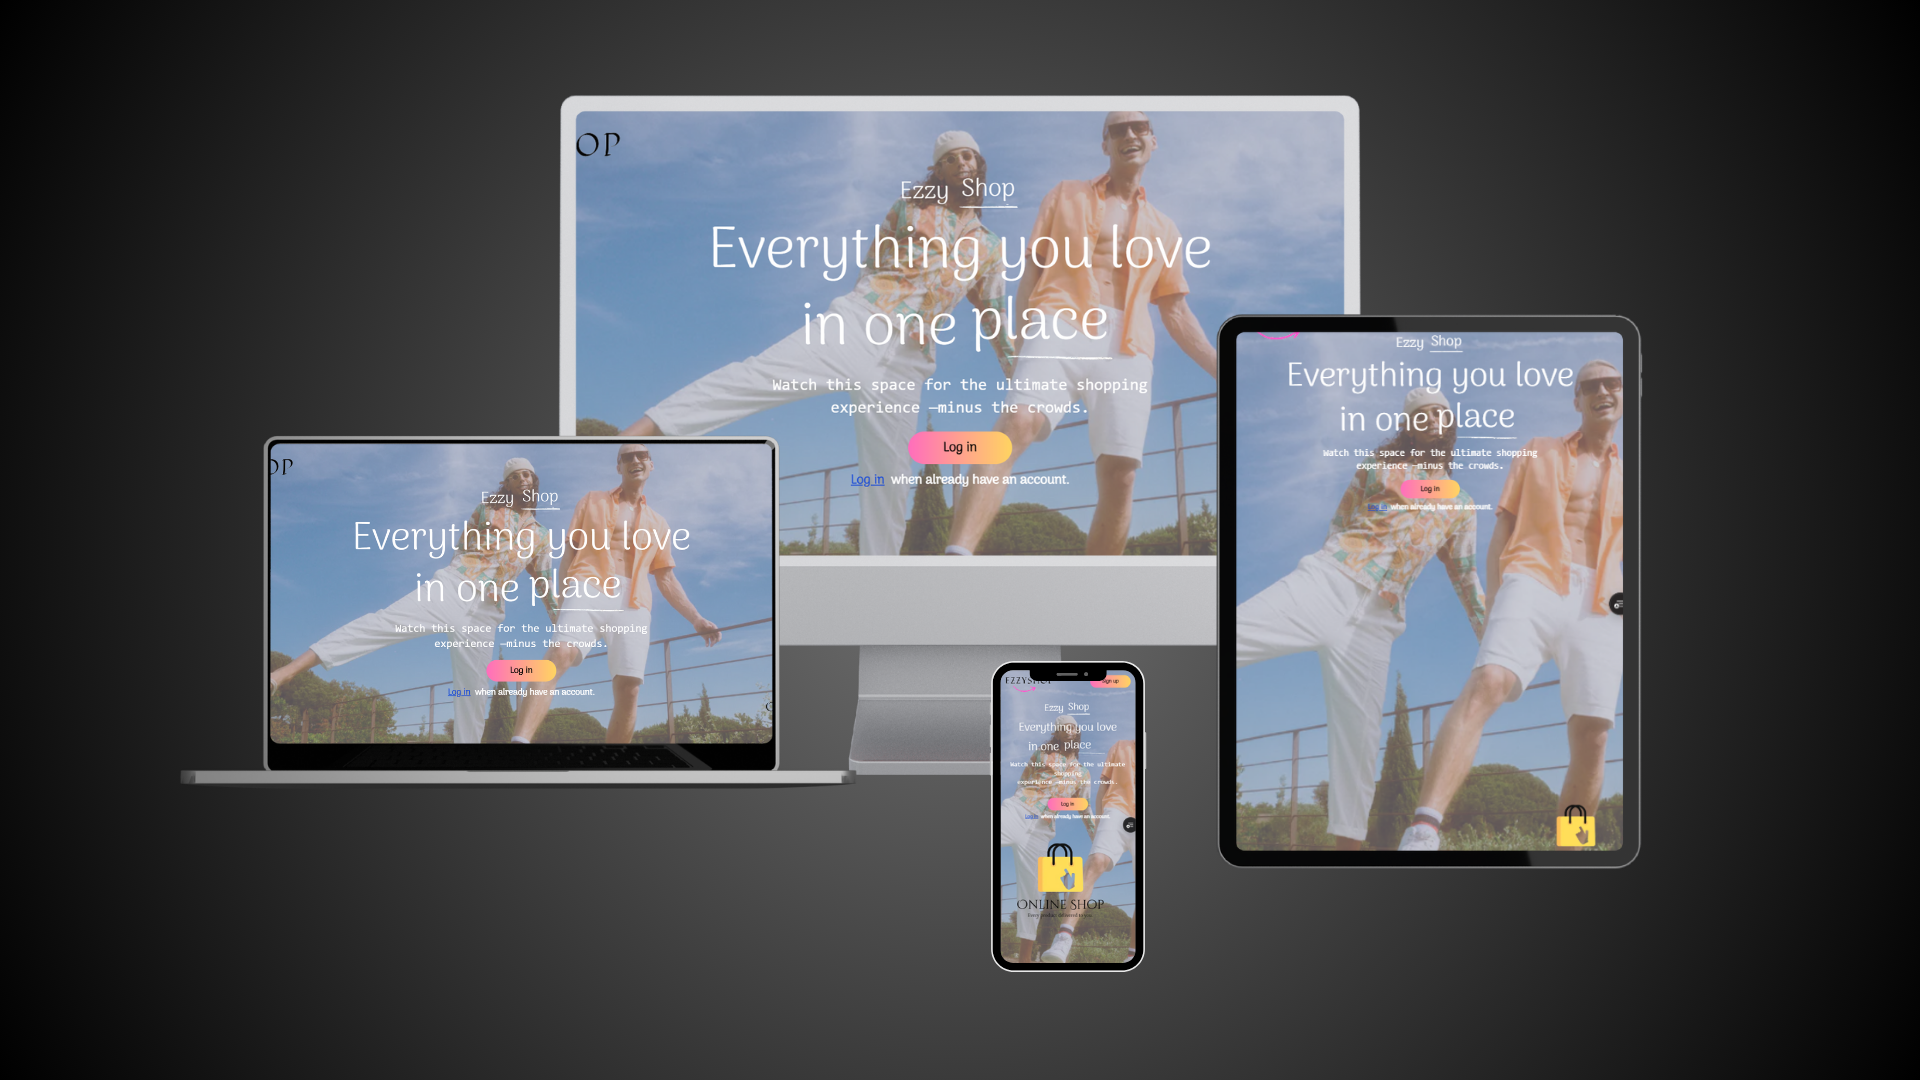 OP
Ezzy Shop
Everything you love
in one place
Watch this space for the ultimate shopping
experience —minus the crowds.
Log in
Log in when already have an account.
OP
Ezzy Shop
Everything you love
in one place
Watch this space for the ultimate shopping
experience —minus the crowds.
Log in
Log in when already have an account.
Ezzy Shop
Everything you love
in one place
Watch this space for the ultimate shopping
experience —minus the crowds.
Log in
Log in when already have an account.
EZZYSHOP
Sign up
Ezzy Shop
Everything you love
in one place
Watch this space for the ultimate
shopping
experience —minus the crowds.
Log in
Log in when already have an account.
ONLINE SHOP